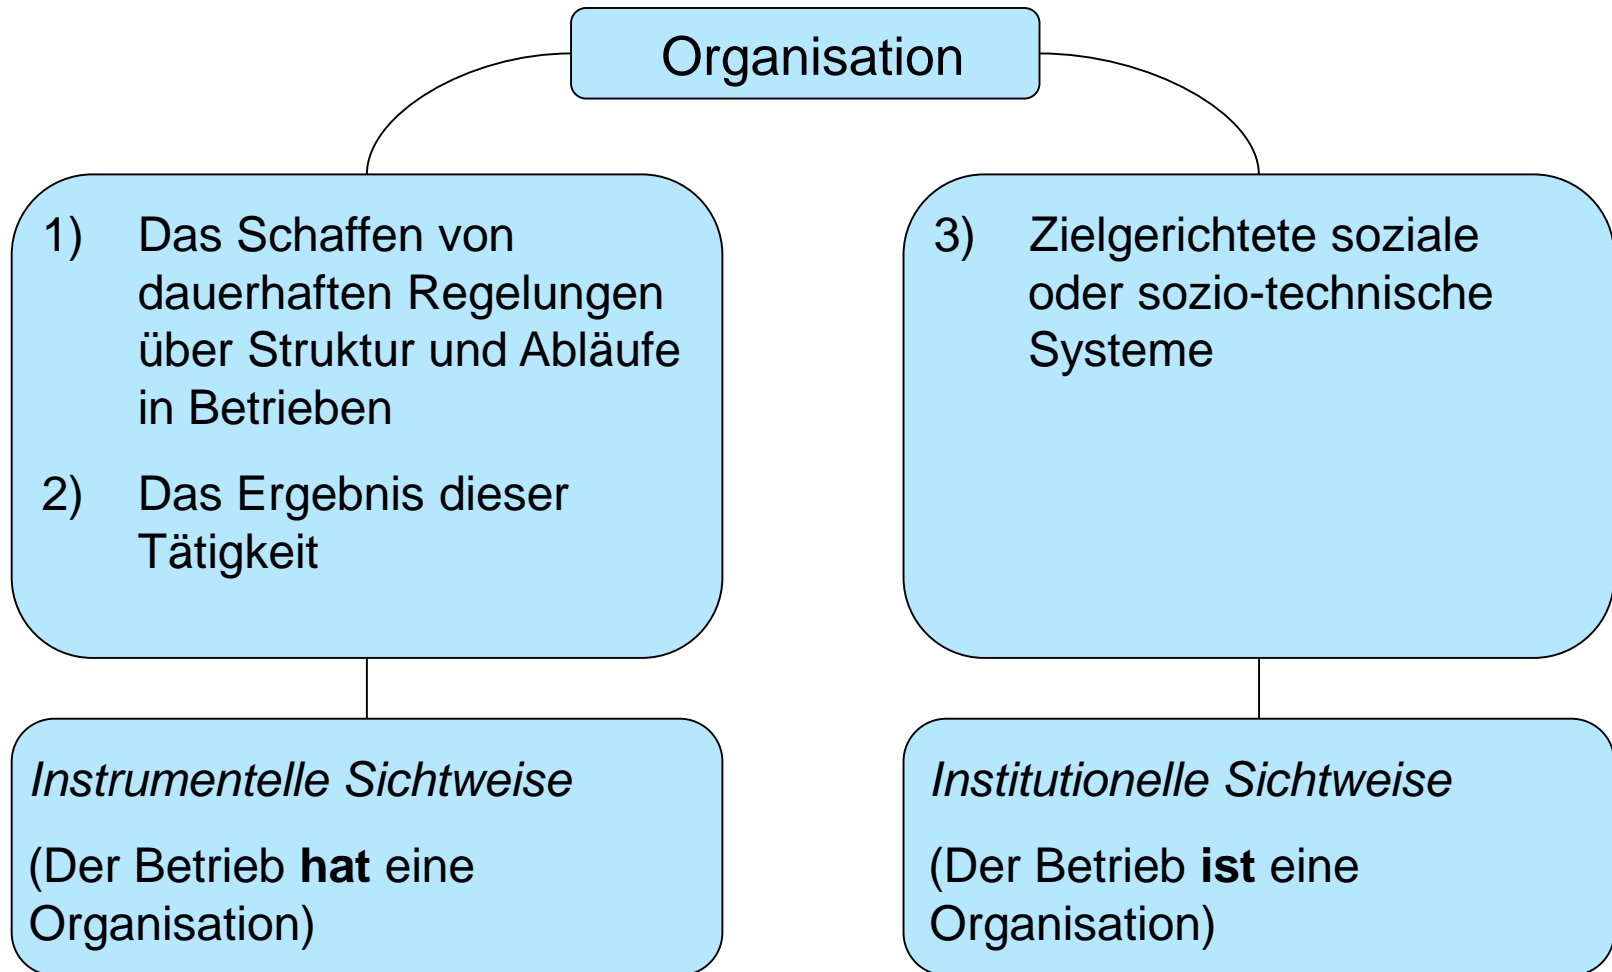 Organisation
1) Das Schaffen von
dauerhaften Regelungen
über Struktur und Abläufe
in Betrieben
2) Das Ergebnis dieser
Tätigkeit
3) Zielgerichtete soziale
oder sozio-technische
Systeme
Instrumentelle Sichtweise
(Der Betrieb hat eine
Organisation)
Institutionelle Sichtweise
(Der Betrieb ist eine
Organisation)